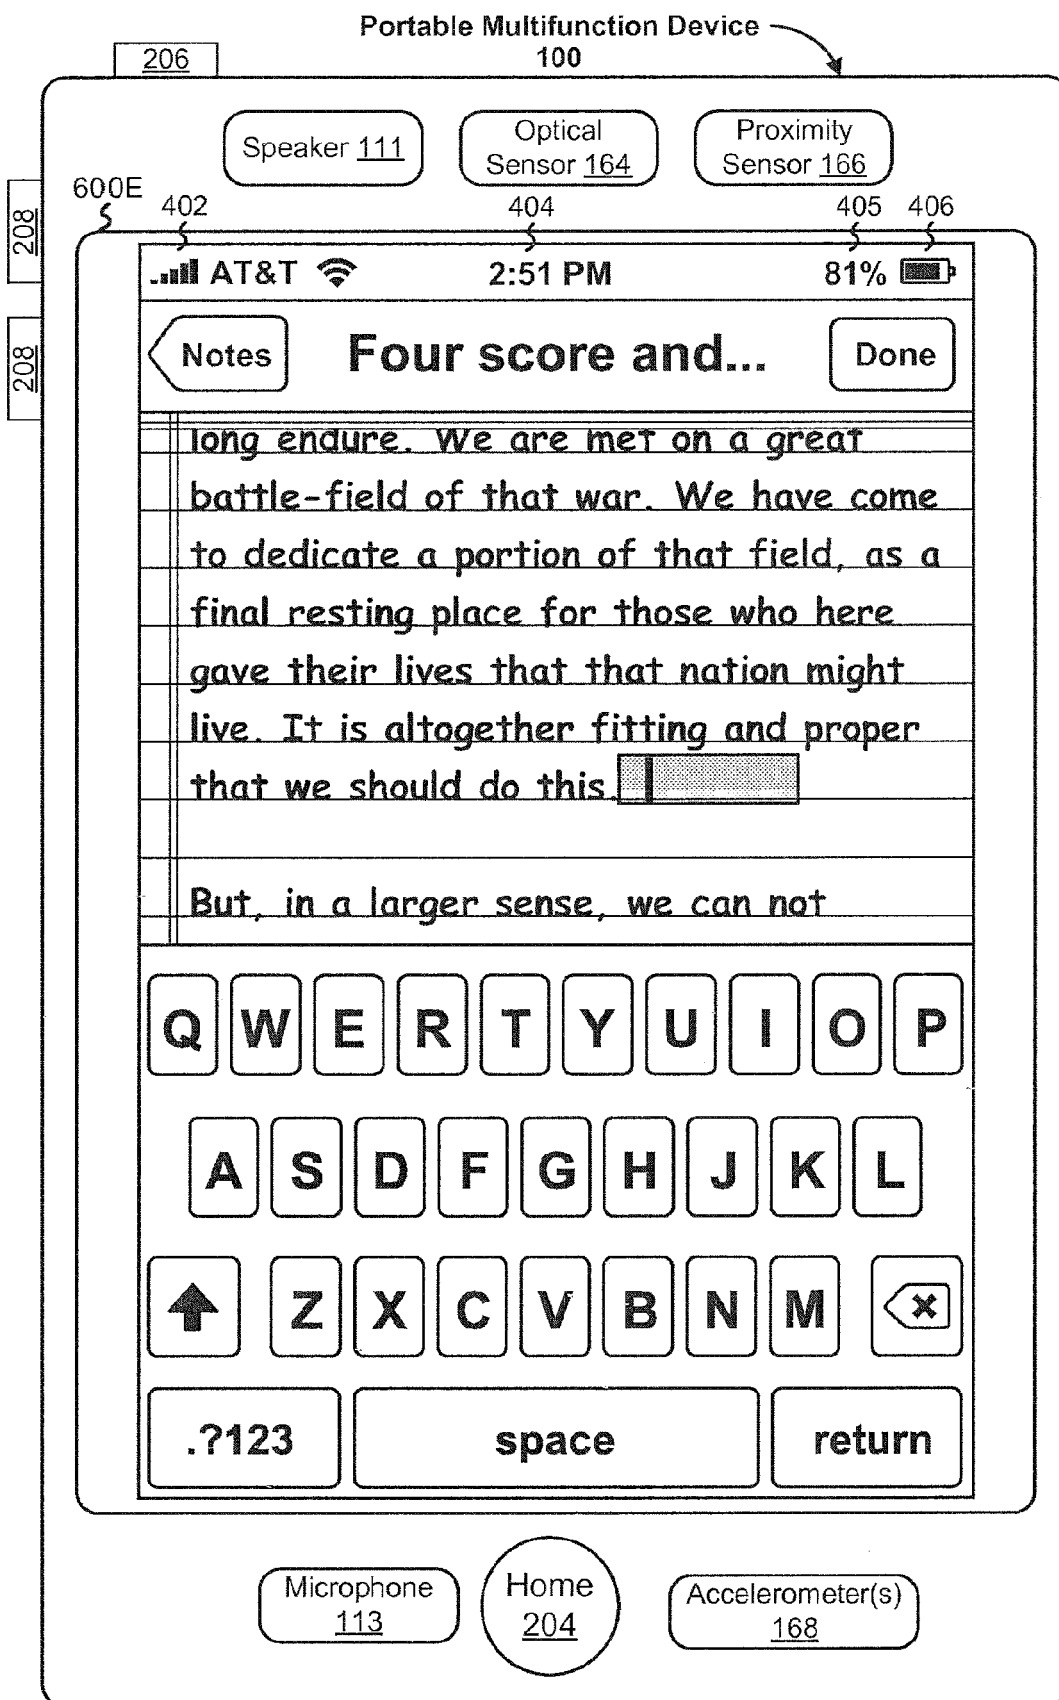 Portable Multifunction Device
100
206
Speaker 111
Optical
Sensor 164
Proximity
Sensor 166
208
208
600E
402
404
405
406
AT&T
2:51 PM
81%
Notes
Four score and...
Done
long endure. We are met on a great
battle-field of that war. We have come
to dedicate a portion of that field, as a
final resting place for those who here
gave their lives that that nation might
live. It is altogether fitting and proper
that we should do this.
But, in a larger sense, we can not
Q W E R T Y U I O P
A S D F G H J K L
Z X C V B N M
.?123 space return
Microphone
113
Home
204
Accelerometer(s)
168